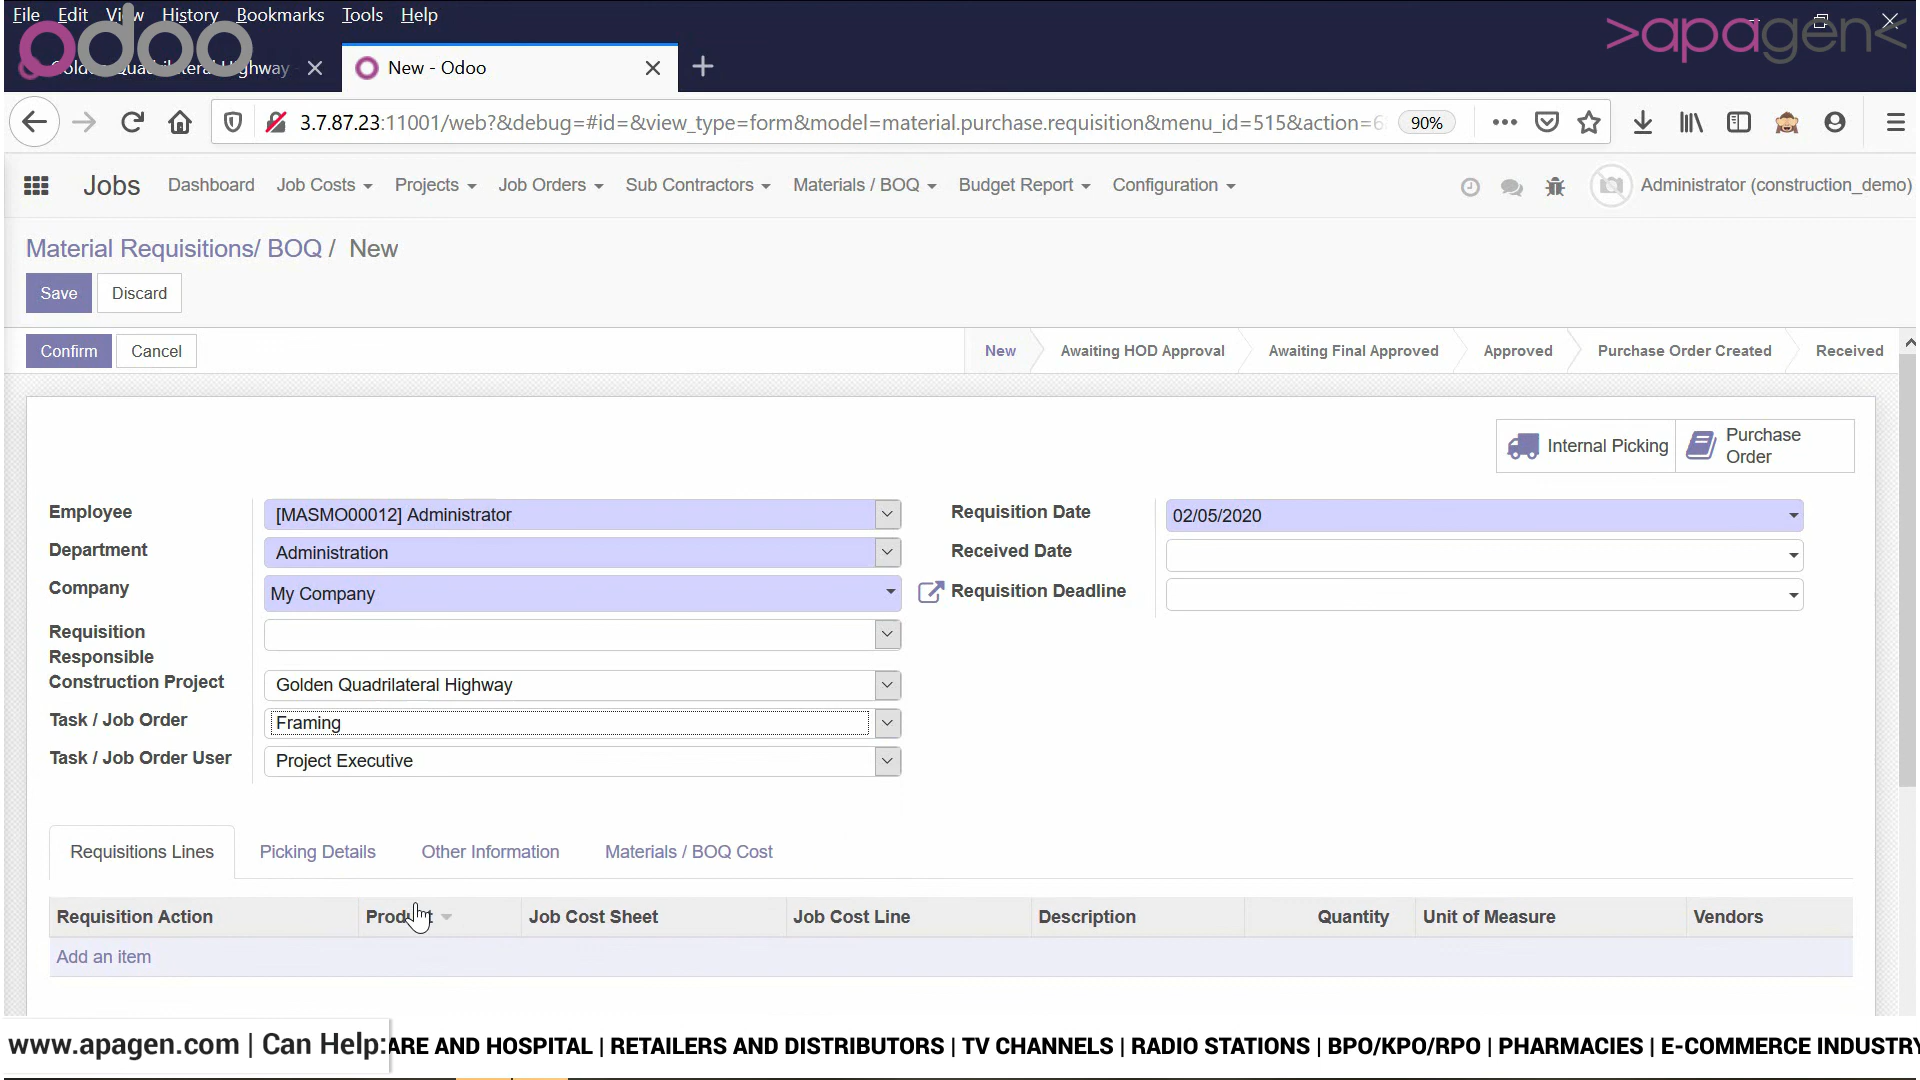 File Edit View History Bookmarks Tools Help
odoo
>apagen<
New - Odoo
3.7.87.23:11001/web?&debug=#id=&view_type=form&model=material.purchase.requisition&menu_id=515&action=6
90%
Jobs Dashboard Job Costs Projects Job Orders Sub Contractors Materials / BOQ Budget Report Configuration Administrator (construction_demo)
Material Requisitions/ BOQ / New
Save Discard
Confirm Cancel New Awaiting HOD Approval Awaiting Final Approved Approved Purchase Order Created Received
Internal Picking
Purchase
Order
Employee [MASMO00012] Administrator Requisition Date 02/05/2020
Department Administration Received Date
Company My Company Requisition Deadline
Requisition
Responsible
Construction Project Golden Quadrilateral Highway
Task / Job Order Framing
Task / Job Order User Project Executive
Requisitions Lines Picking Details Other Information Materials / BOQ Cost
Requisition Action Product Job Cost Sheet Job Cost Line Description Quantity Unit of Measure Vendors
Add an item
www.apagen.com | Can Help: ARE AND HOSPITAL | RETAILERS AND DISTRIBUTORS | TV CHANNELS | RADIO STATIONS | BPO/KPO/RPO | PHARMACIES | E-COMMERCE INDUSTRY